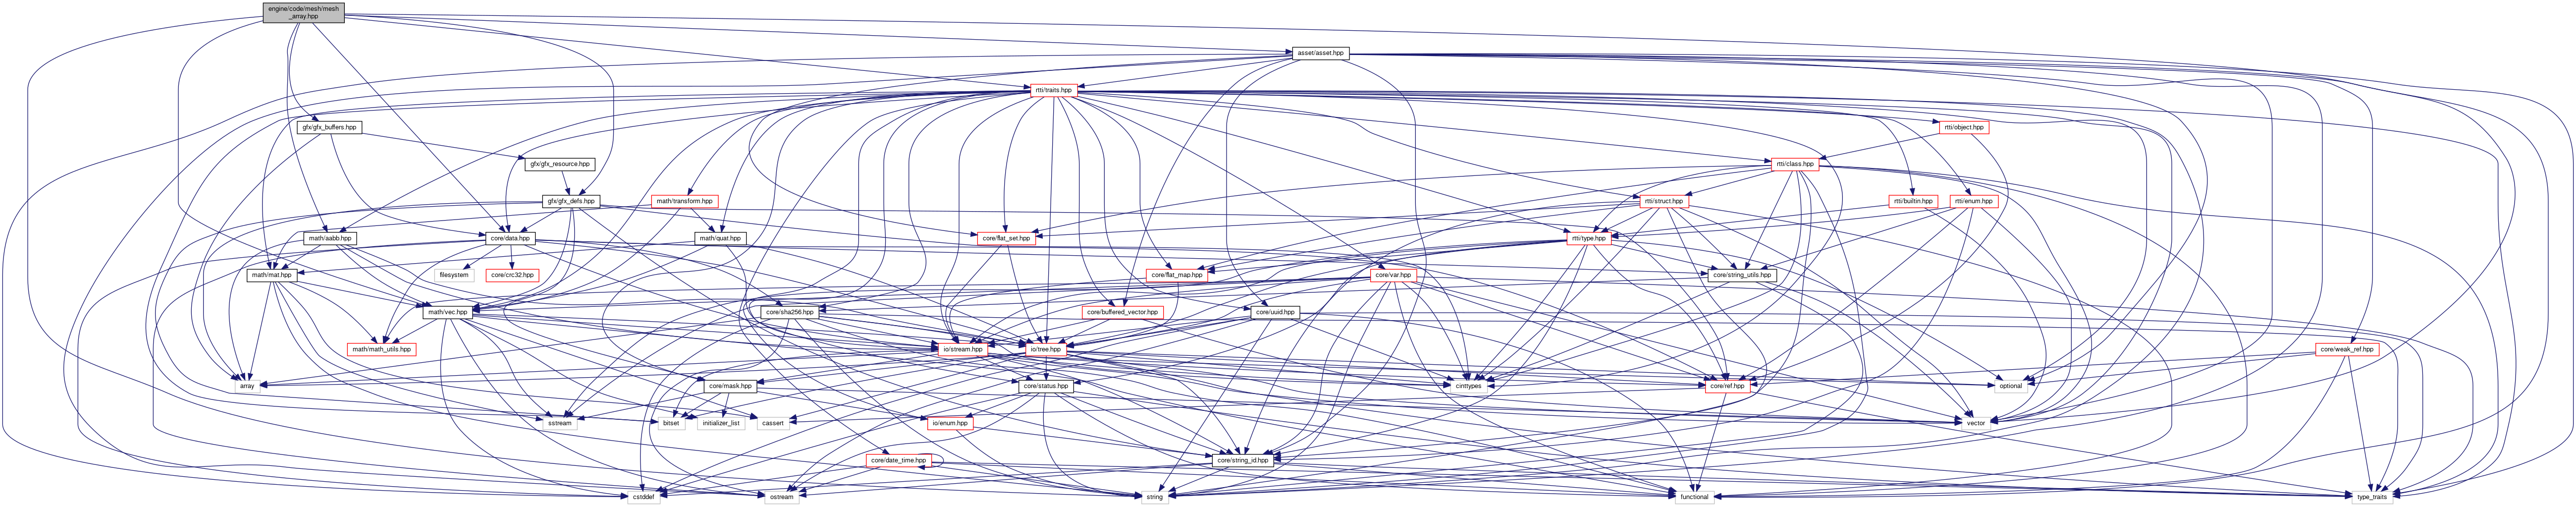 engine/code/mesh/mesh
_array.hpp
asset/asset.hpp
rtti/traits.hpp
gfx/gfx_buffers.hpp
rtti/object.hpp
gfx/gfx_resource.hpp
rtti/class.hpp
gfx/gfx_defs.hpp
math/transform.hpp
rtti/struct.hpp
rtti/builtin.hpp
rtti/enum.hpp
math/aabb.hpp
core/data.hpp
math/quat.hpp
core/flat_set.hpp
rtti/type.hpp
math/mat.hpp
filesystem
core/crc32.hpp
core/flat_map.hpp
core/var.hpp
core/string_utils.hpp
math/vec.hpp
core/sha256.hpp
core/buffered_vector.hpp
core/uuid.hpp
math/math_utils.hpp
io/stream.hpp
io/tree.hpp
core/weak_ref.hpp
array
core/mask.hpp
core/status.hpp
cinttypes
core/ref.hpp
optional
sstream
bitset
initializer_list
cassert
io/enum.hpp
vector
core/date_time.hpp
core/string_id.hpp
cstddef
ostream
string
functional
type_traits